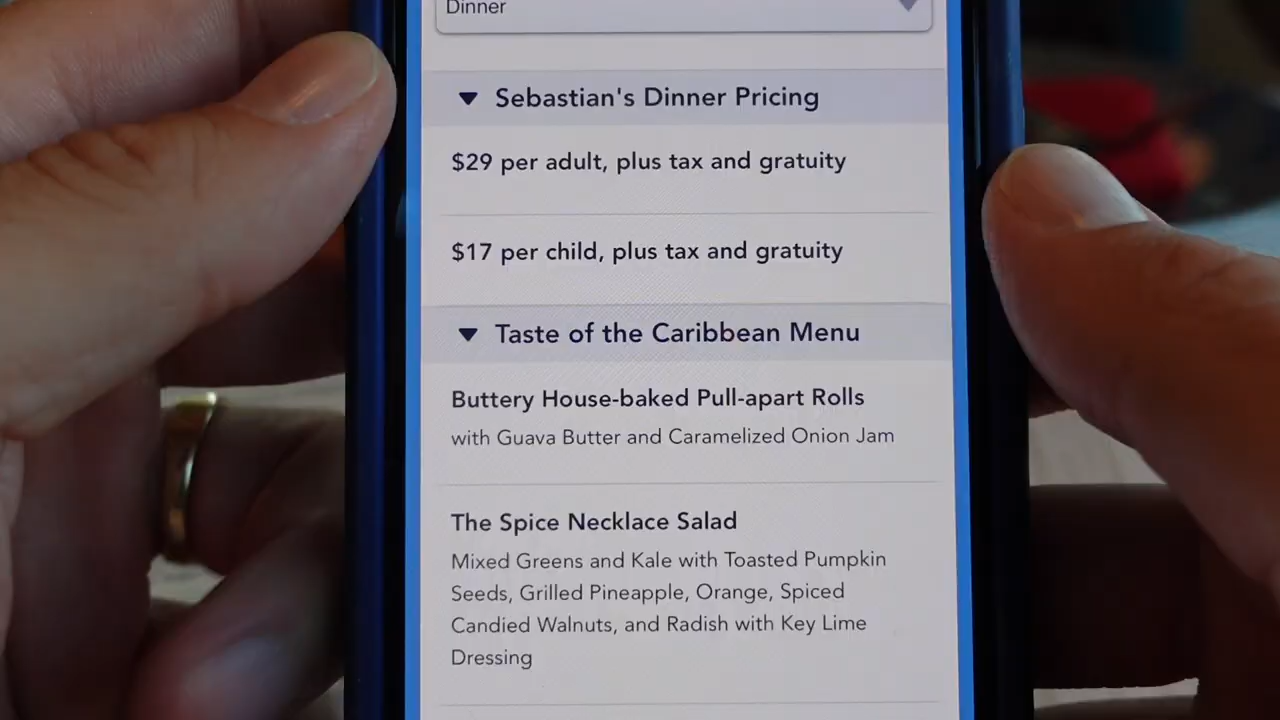 Dinner
Sebastian's Dinner Pricing
$29 per adult, plus tax and gratuity
$17 per child, plus tax and gratuity
Taste of the Caribbean Menu
Buttery House-baked Pull-apart Rolls
with Guava Butter and Caramelized Onion Jam
The Spice Necklace Salad
Mixed Greens and Kale with Toasted Pumpkin
Seeds, Grilled Pineapple, Orange, Spiced
Candied Walnuts, and Radish with Key Lime
Dressing